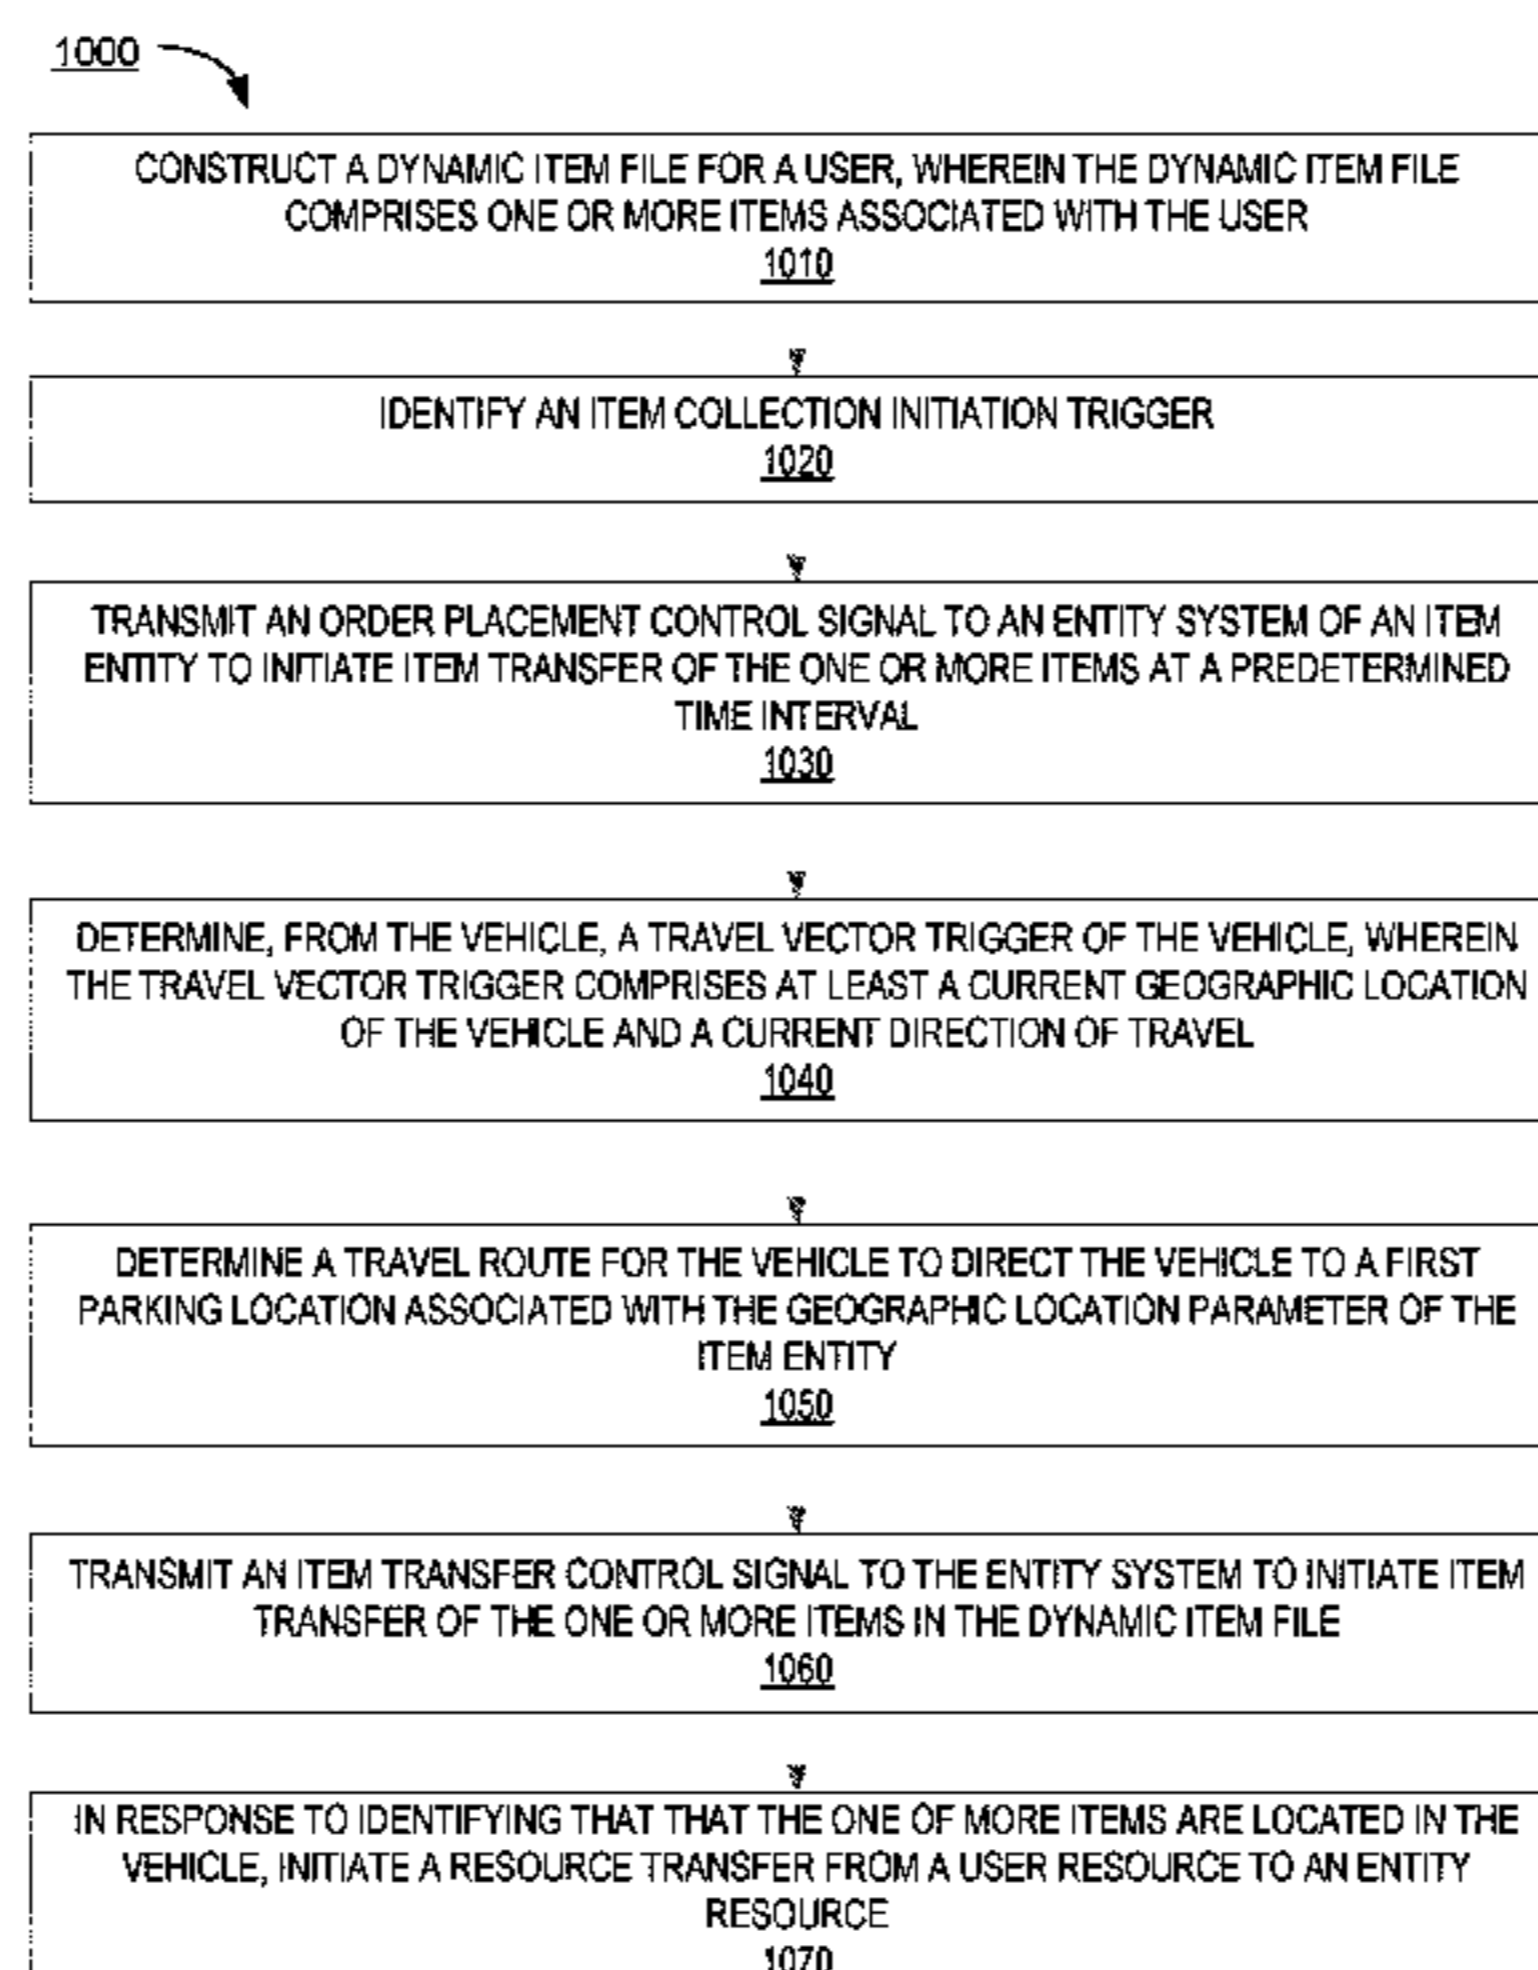 1000
CONSTRUCT A DYNAMIC ITEM FILE FOR A USER, WHEREIN THE DYNAMIC ITEM FILE
COMPRISES ONE OR MORE ITEMS ASSOCIATED WITH THE USER
1010
IDENTIFY AN ITEM COLLECTION INITIATION TRIGGER
1020
TRANSMIT AN ORDER PLACEMENT CONTROL SIGNAL TO AN ENTITY SYSTEM OF AN ITEM
ENTITY TO INITIATE ITEM TRANSFER OF THE ONE OR MORE ITEMS AT A PREDETERMINED
TIME INTERVAL
1030
DETERMINE, FROM THE VEHICLE, A TRAVEL VECTOR TRIGGER OF THE VEHICLE, WHEREIN
THE TRAVEL VECTOR TRIGGER COMPRISES AT LEAST A CURRENT GEOGRAPHIC LOCATION
OF THE VEHICLE AND A CURRENT DIRECTION OF TRAVEL
1040
DETERMINE A TRAVEL ROUTE FOR THE VEHICLE TO DIRECT THE VEHICLE TO A FIRST
PARKING LOCATION ASSOCIATED WITH THE GEOGRAPHIC LOCATION PARAMETER OF THE
ITEM ENTITY
1050
TRANSMIT AN ITEM TRANSFER CONTROL SIGNAL TO THE ENTITY SYSTEM TO INITIATE ITEM
TRANSFER OF THE ONE OR MORE ITEMS IN THE DYNAMIC ITEM FILE
1060
IN RESPONSE TO IDENTIFYING THAT THAT THE ONE OF MORE ITEMS ARE LOCATED IN THE
VEHICLE, INITIATE A RESOURCE TRANSFER FROM A USER RESOURCE TO AN ENTITY
RESOURCE
1070